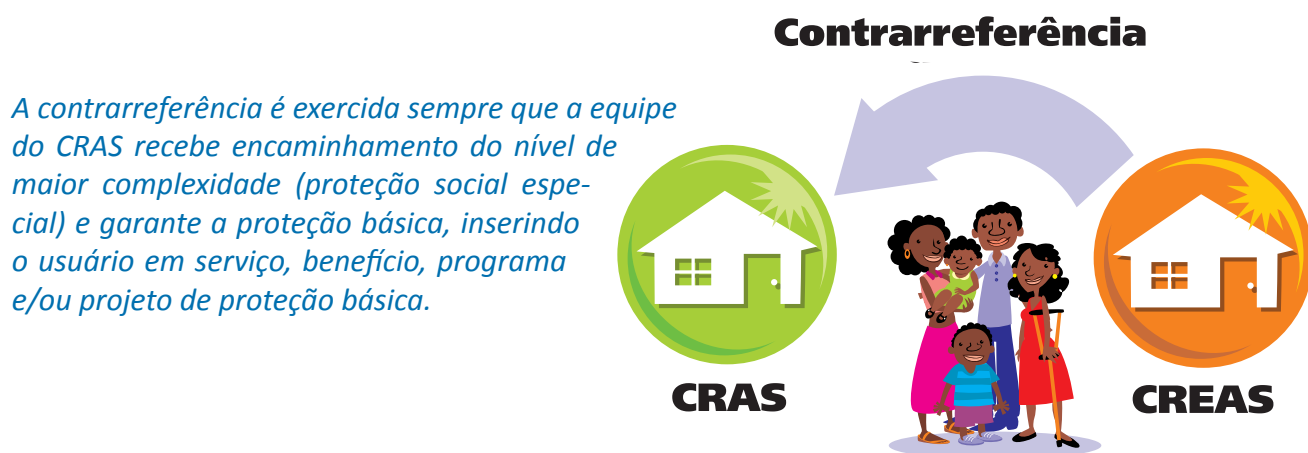 Contrarreferência
A contrarreferência é exercida sempre que a equipe
do CRAS recebe encaminhamento do nível de
maior complexidade (proteção social espe-
cial) e garante a proteção básica, inserindo
o usuário em serviço, benefício, programa
e/ou projeto de proteção básica.
CRAS
CREAS